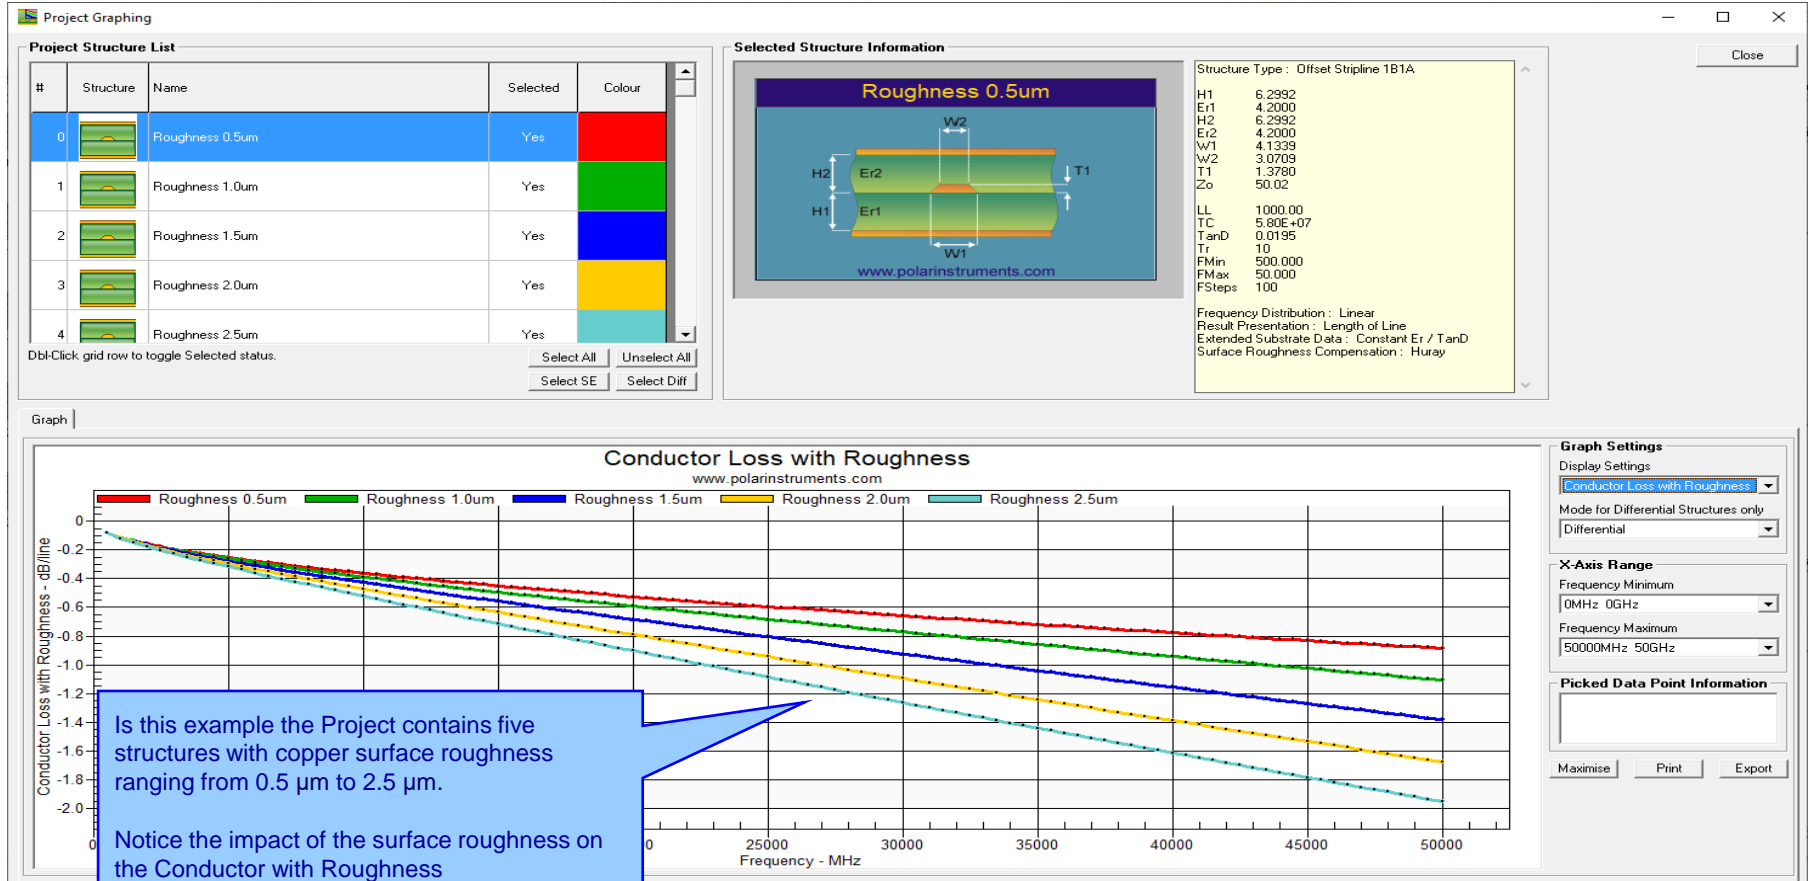 Project Graphing
Project Structure List
# Structure Name Selected Colour
0 Roughness 0.5um Yes
1 Roughness 1.0um Yes
2 Roughness 1.5um Yes
3 Roughness 2.0um Yes
4 Roughness 2.5um Yes
Dbl-Click grid row to toggle Selected status.
Select All Unselect All
Select SE Select Diff
Selected Structure Information
Roughness 0.5um
W2
H2 Er2 T1
H1 Er1
W1
www.polarinstruments.com
Structure Type : Offset Stripline 1B1A
H1 6.2992
Er1 4.2000
H2 6.2992
Er2 4.2000
W1 4.1339
W2 3.0709
T1 1.3780
Zo 50.02
LL 1000.00
TC 5.80E+07
TanD 0.0195
Tr 10
FMin 500.000
FMax 50.000
FSteps 100
Frequency Distribution : Linear
Result Presentation : Length of Line
Extended Substrate Data : Constant Er / TanD
Surface Roughness Compensation : Huray
Close
Graph
Conductor Loss with Roughness
www.polarinstruments.com
Roughness 0.5um Roughness 1.0um Roughness 1.5um Roughness 2.0um Roughness 2.5um
Conductor Loss with Roughness - dB/line
0
-0.2
-0.4
-0.6
-0.8
-1.0
-1.2
-1.4
-1.6
-1.8
-2.0
0 0 25000 30000 35000 40000 45000 50000
Frequency - MHz
Is this example the Project contains five
structures with copper surface roughness
ranging from 0.5 µm to 2.5 µm.
Notice the impact of the surface roughness on
the Conductor with Roughness
Graph Settings
Display Settings
Conductor Loss with Roughness
Mode for Differential Structures only
Differential
X-Axis Range
Frequency Minimum
0MHz 0GHz
Frequency Maximum
50000MHz 50GHz
Picked Data Point Information
Maximise Print Export